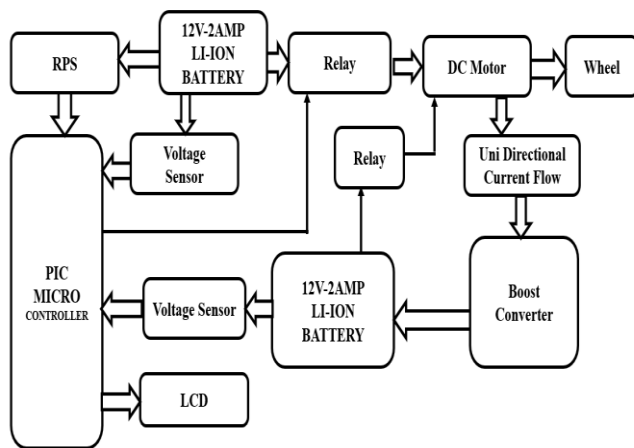 RPS
12V-2AMP
LI-ION
BATTERY
Relay
DC Motor
Wheel
Voltage
Sensor
Relay
Uni Directional
Current Flow
PIC
MICRO
CONTROLLER
Voltage Sensor
12V-2AMP
LI-ION
BATTERY
Boost
Converter
LCD